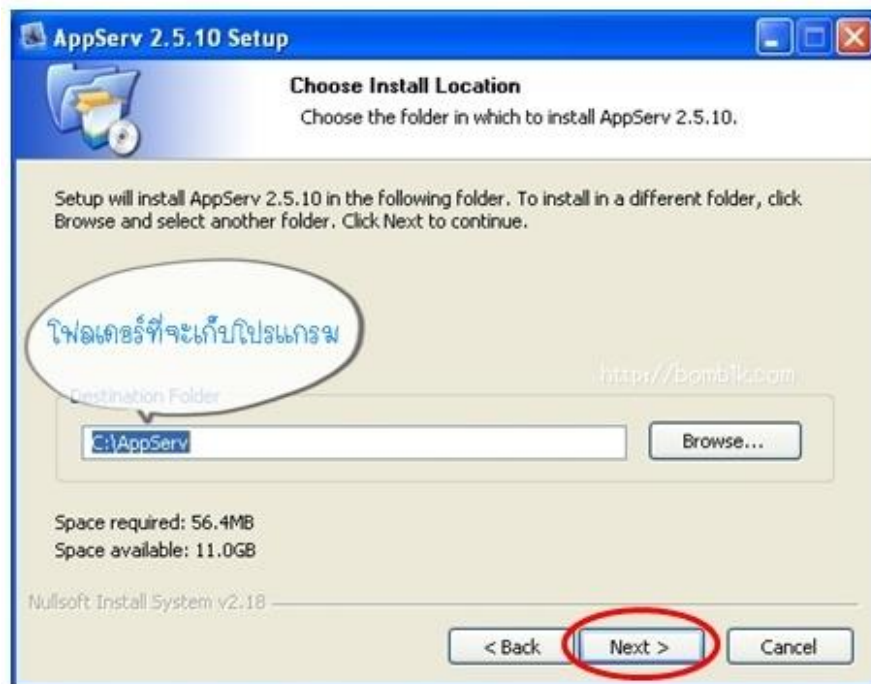 AppServ 2.5.10 Setup
Choose Install Location
Choose the folder in which to install AppServ 2.5.10.
Setup will install AppServ 2.5.10 in the following folder. To install in a different folder, click
Browse and select another folder. Click Next to continue.
โฟลเดอร์ที่จะเก็บโปรแกรม
http://bomb1k.com
Destination Folder
C:\AppServ
Browse...
Space required: 56.4MB
Space available: 11.0GB
Nullsoft Install System v2.18
< Back
Next >
Cancel